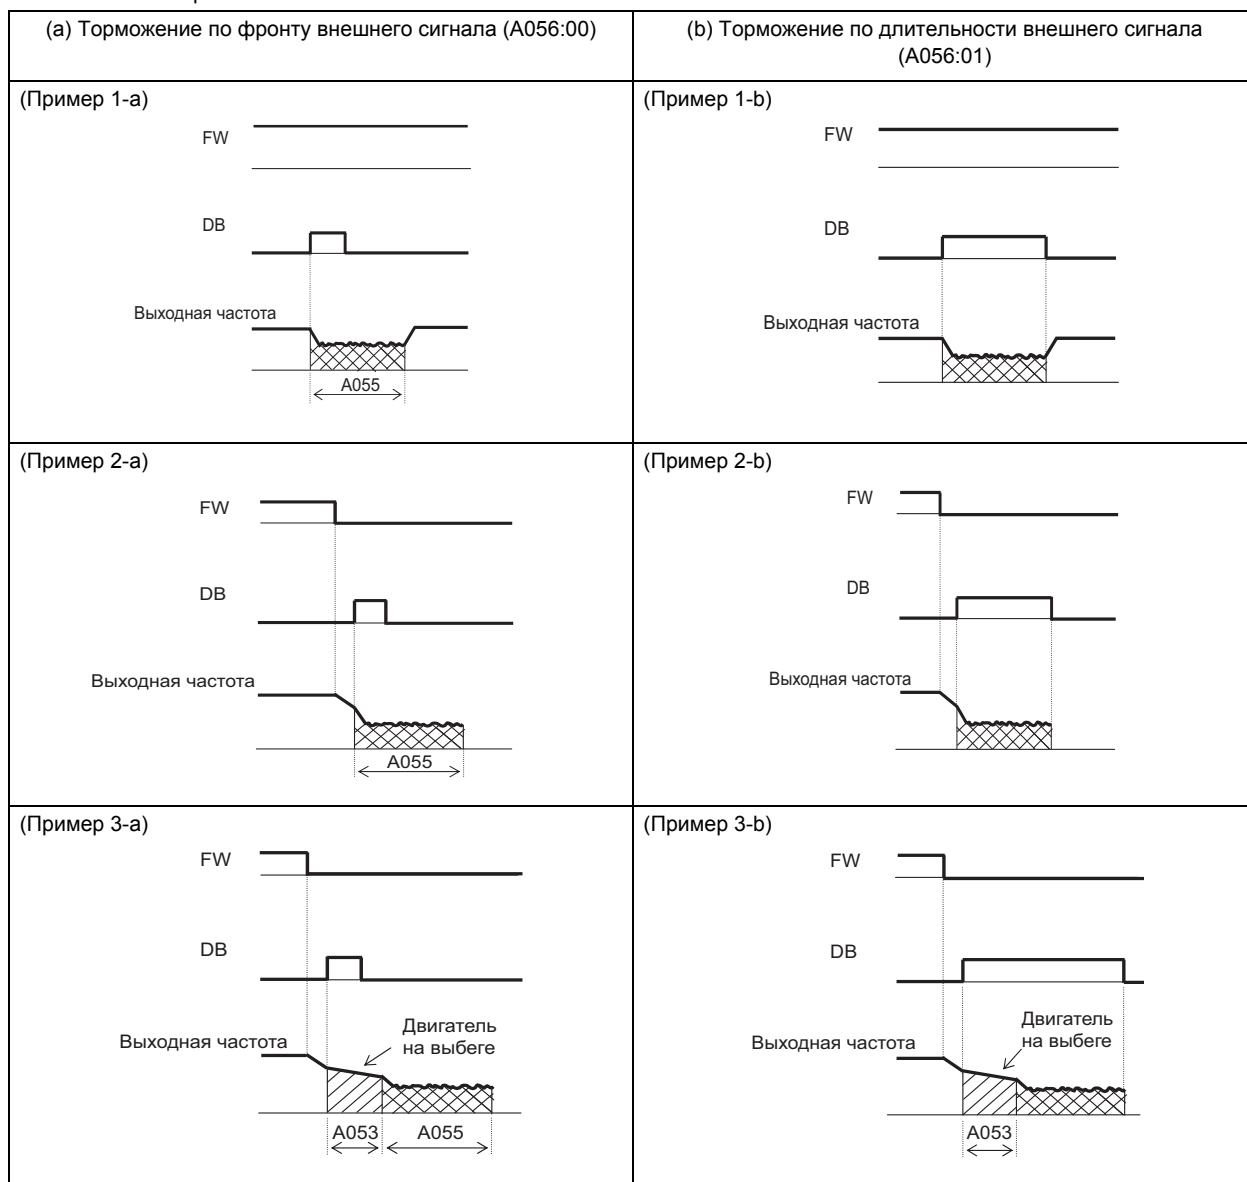 (а) Торможение по фронту внешнего сигнала (A056:00)
(b) Торможение по длительности внешнего сигнала
(A056:01)
(Пример 1-a)
FW
DB
Выходная частота
A055
(Пример 1-b)
FW
DB
Выходная частота
(Пример 2-a)
FW
DB
Выходная частота
A055
(Пример 2-b)
FW
DB
Выходная частота
(Пример 3-a)
FW
DB
Двигатель
на выбеге
Выходная частота
A053
A055
(Пример 3-b)
FW
DB
Двигатель
на выбеге
Выходная частота
A053